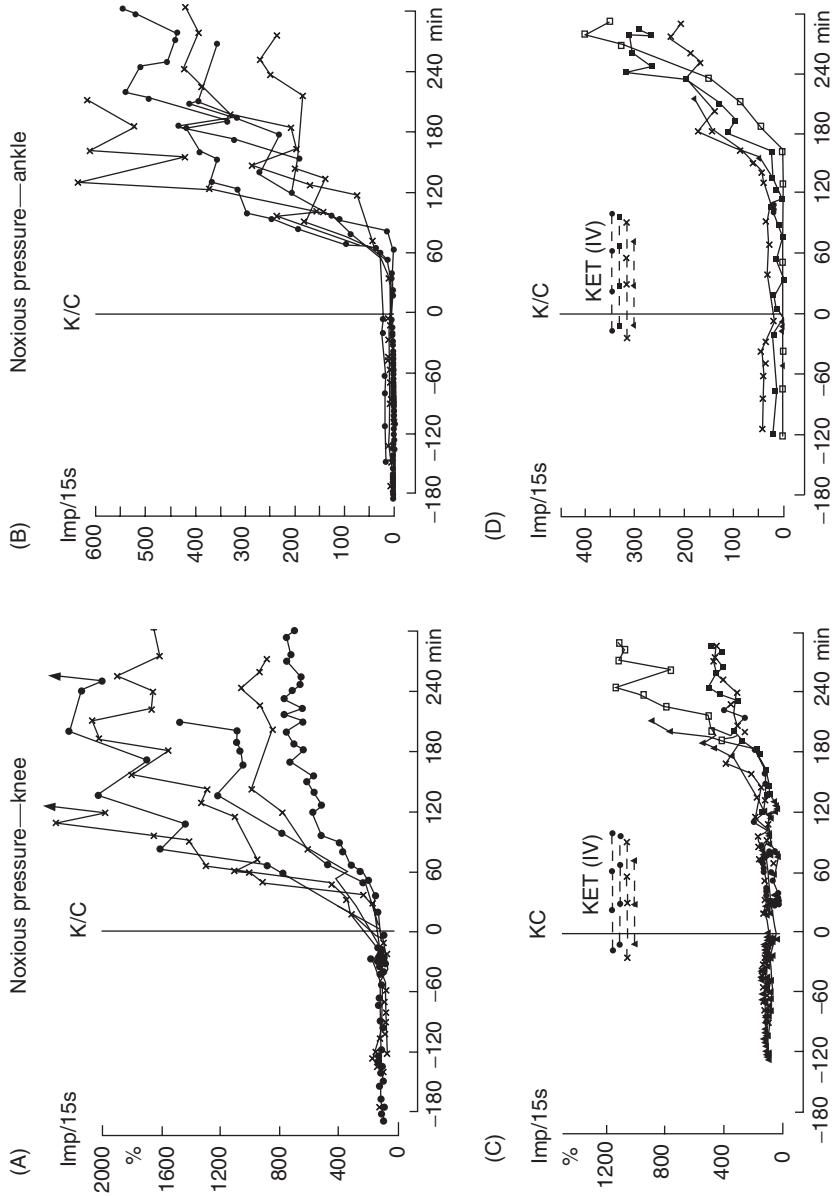 Noxious pressure—knee
(A)
Imp/15s
K/C
2000
%
1600
1200
800
400
0
−180 −120 −60 0 60 120 180 240 min
Noxious pressure—ankle
(B)
Imp/15s
K/C
600
500
400
300
200
100
0
−180 −120 −60 0 60 120 180 240 min
(C)
Imp/15s
KC
%
KET (IV)
1200
800
400
0
−180 −120 −60 0 60 120 180 240 min
(D)
Imp/15s
K/C
KET (IV)
400
300
200
100
0
−180 −120 −60 0 60 120 180 240 min